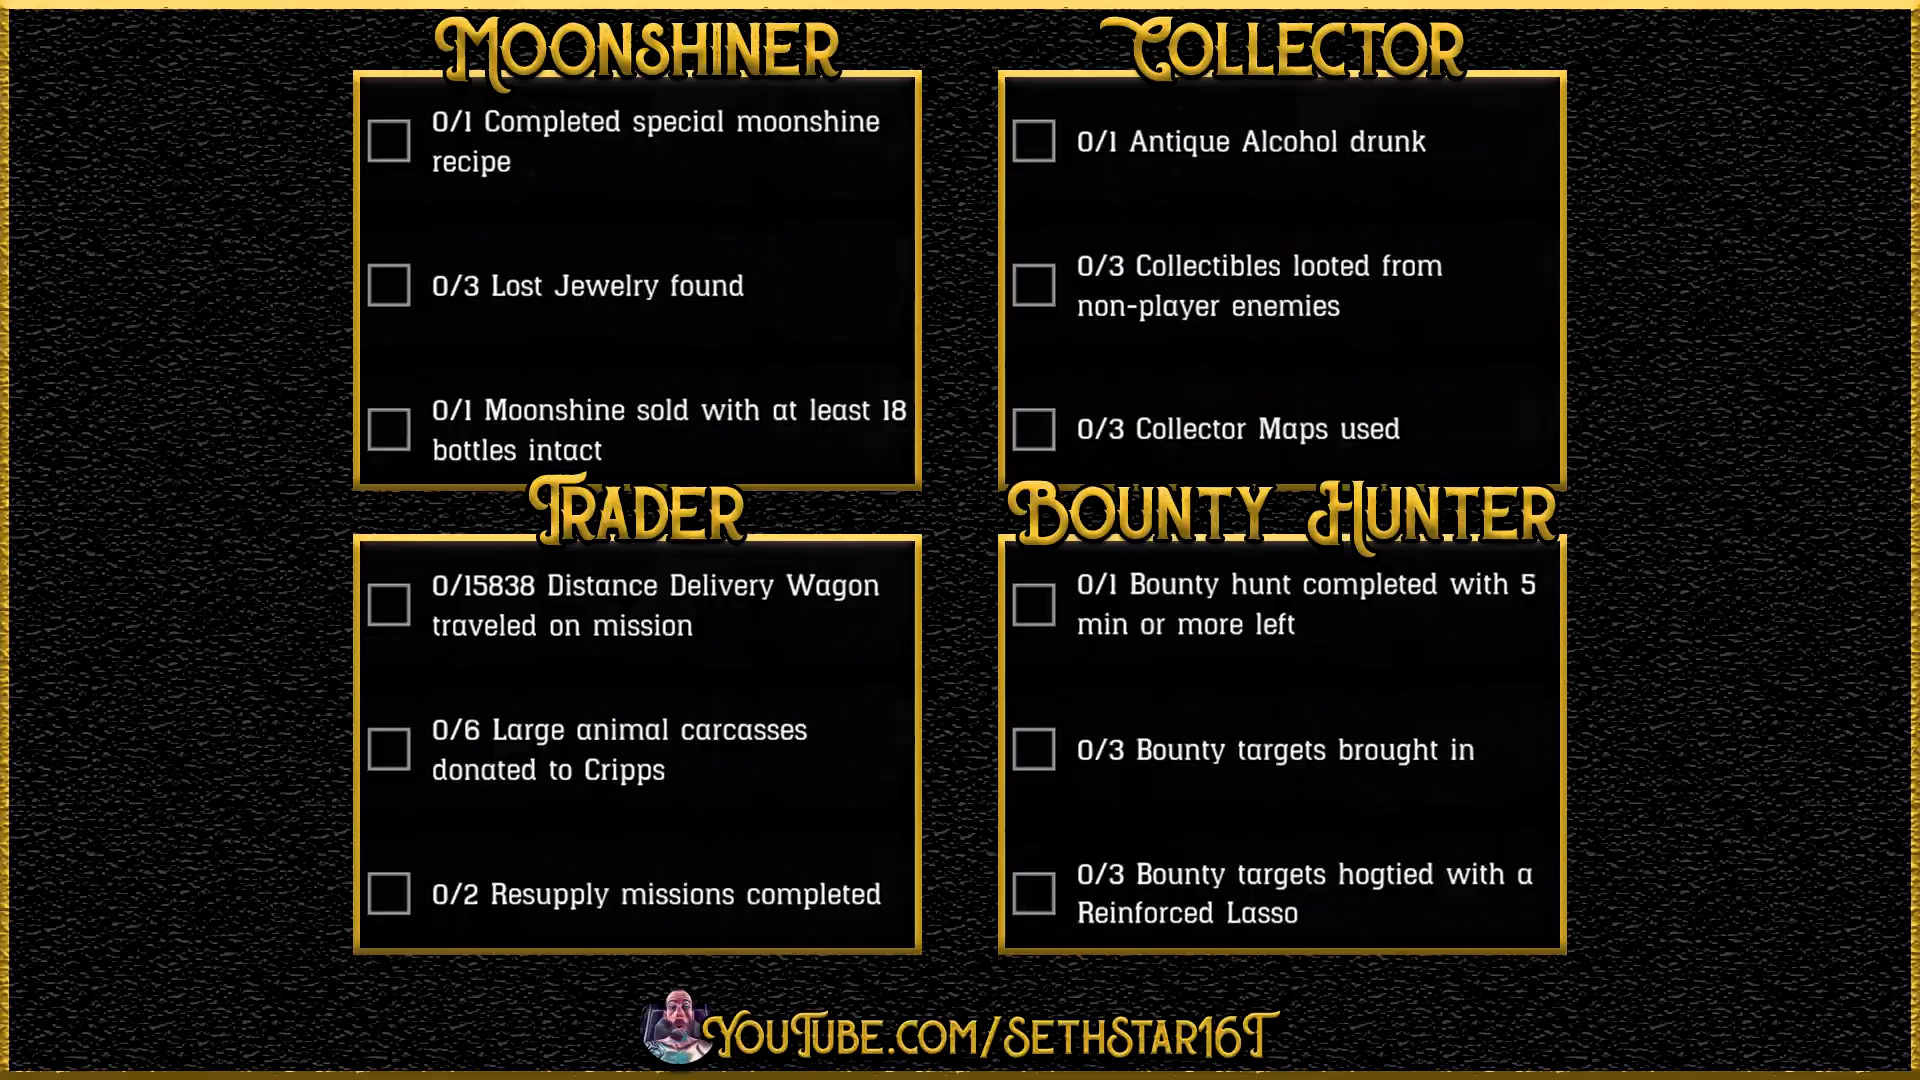 MOONSHINER
0/1 Completed special moonshine
recipe
0/3 Lost Jewelry found
0/1 Moonshine sold with at least 18
bottles intact
COLLECTOR
0/1 Antique Alcohol drunk
0/3 Collectibles looted from
non-player enemies
0/3 Collector Maps used
TRADER
0/15838 Distance Delivery Wagon
traveled on mission
0/6 Large animal carcasses
donated to Cripps
0/2 Resupply missions completed
BOUNTY HUNTER
0/1 Bounty hunt completed with 5
min or more left
0/3 Bounty targets brought in
0/3 Bounty targets hogtied with a
Reinforced Lasso
YOUTUBE.COM/SETHSTAR16T